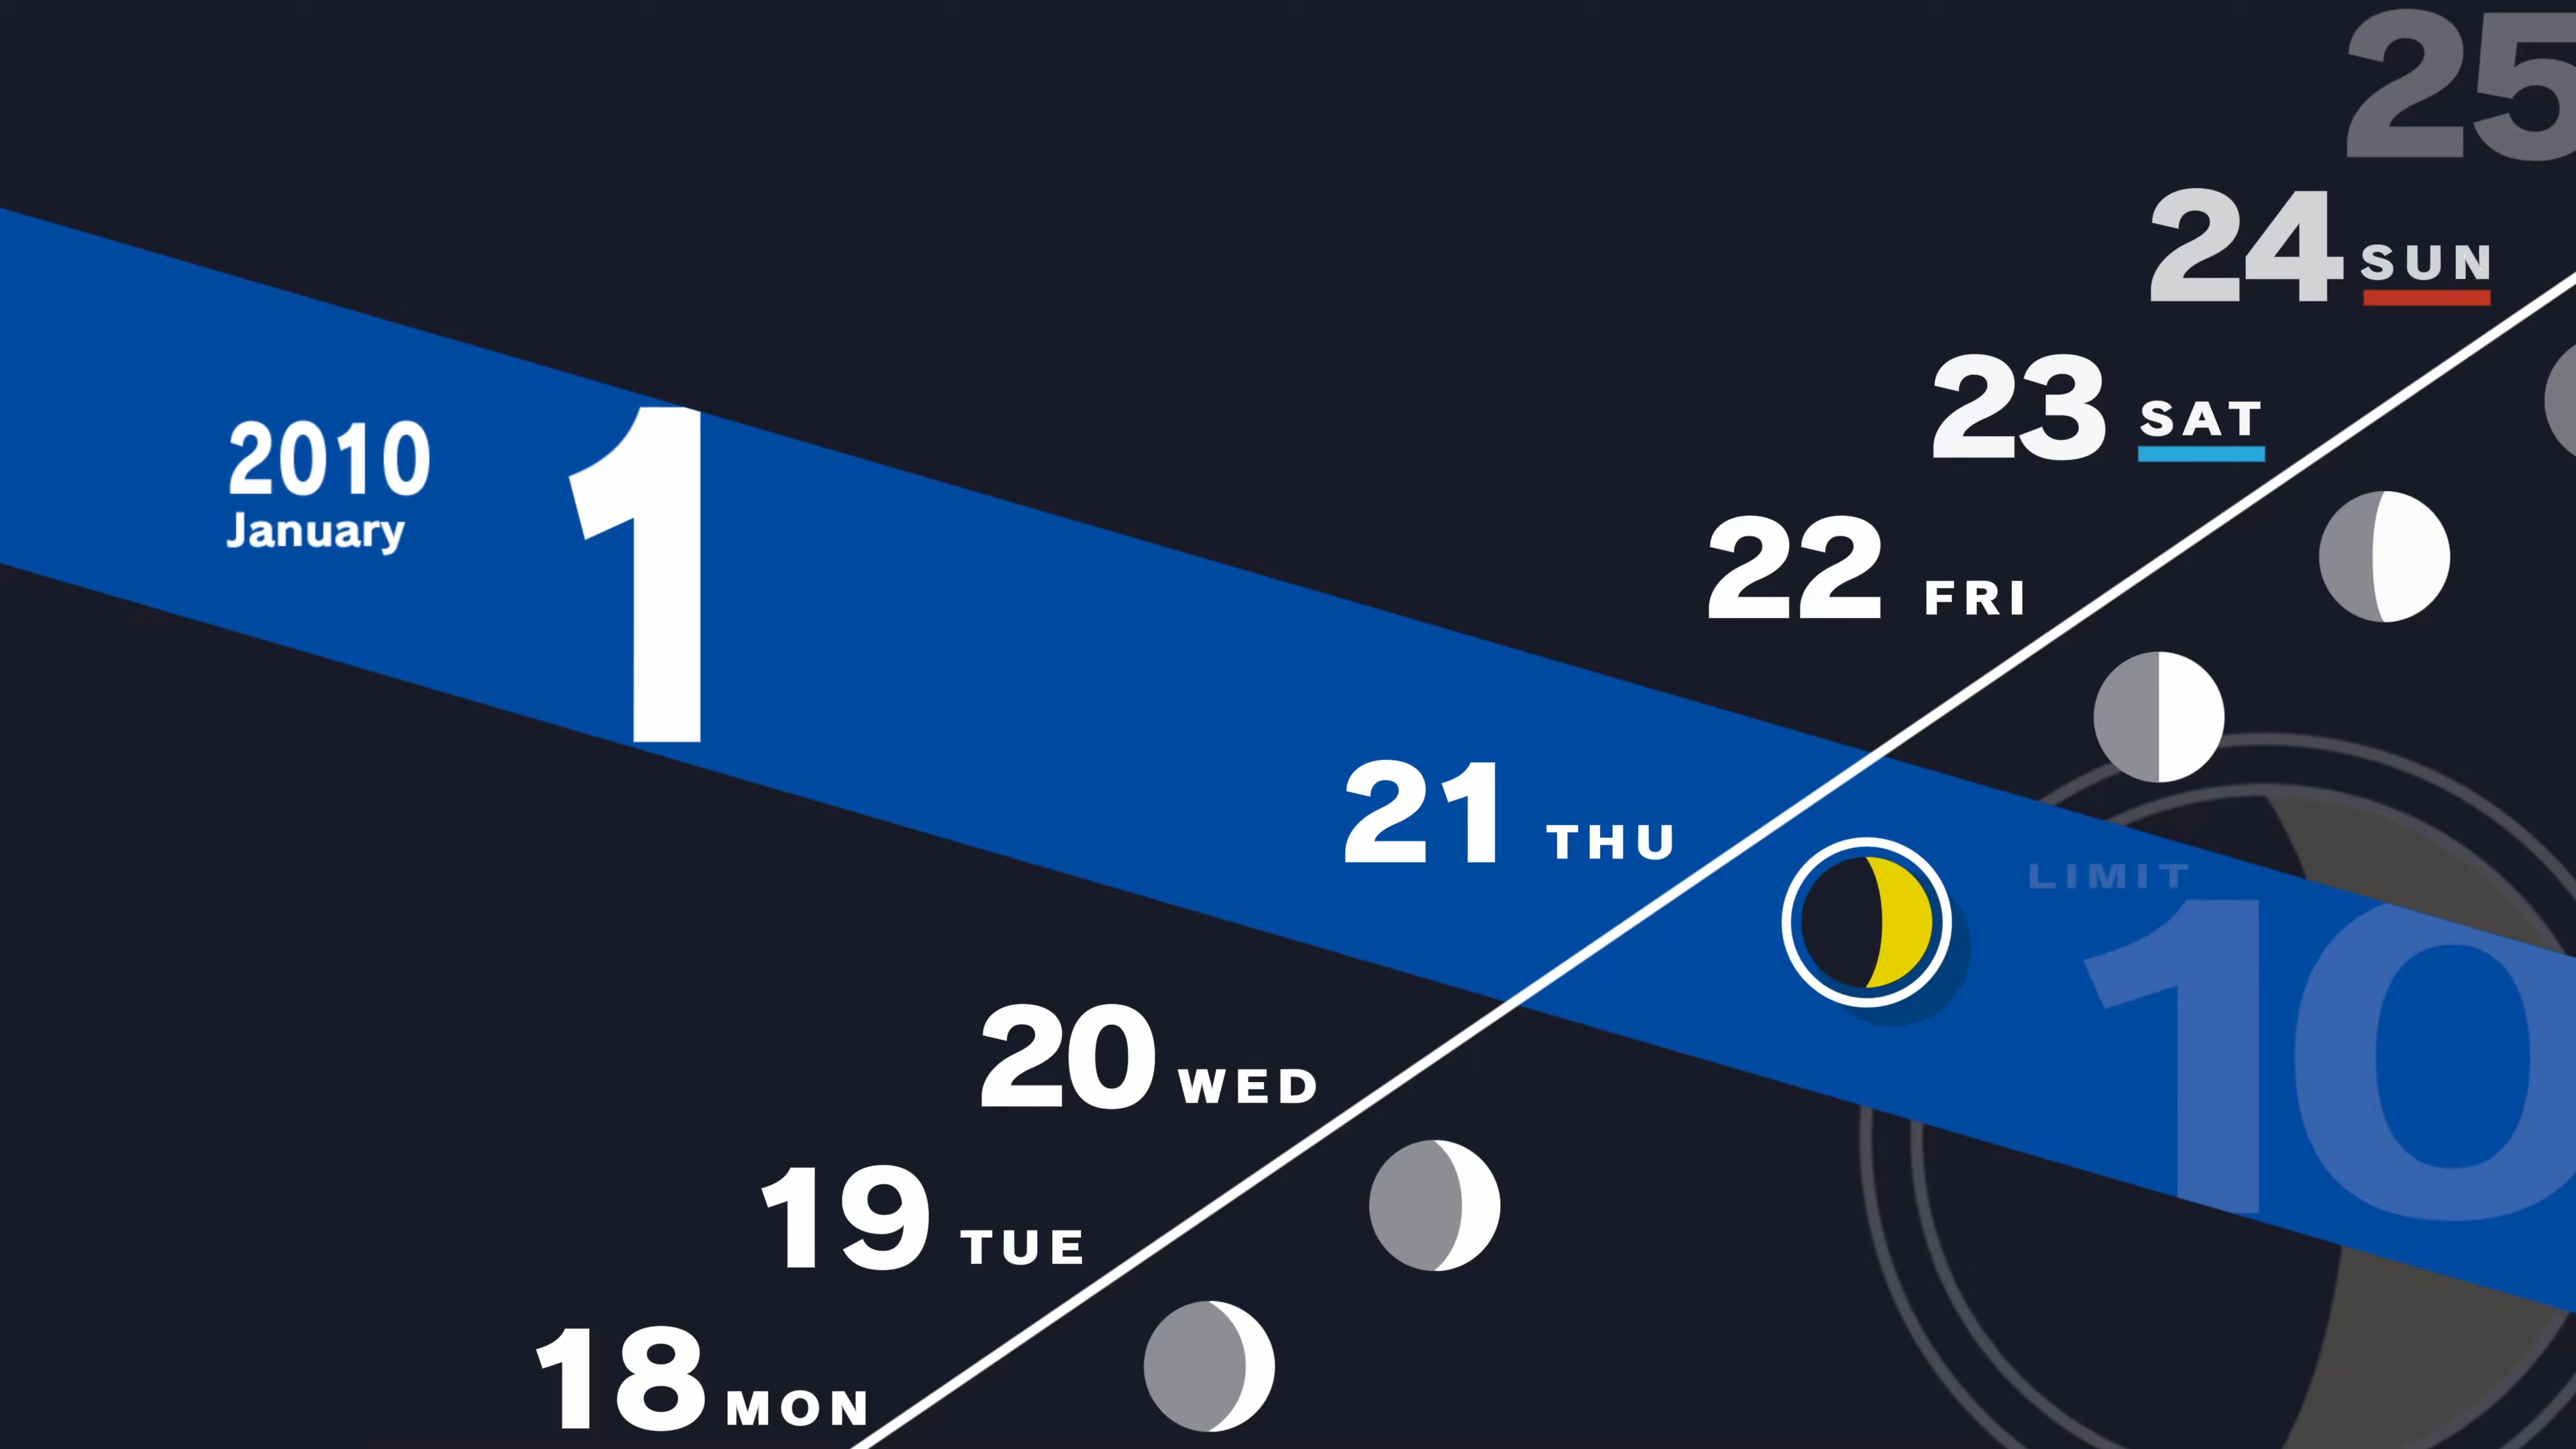 2010
January
1
25
24 SUN
23 SAT
22 FRI
21 THU
20 WED
19 TUE
18 MON
LIMIT
10